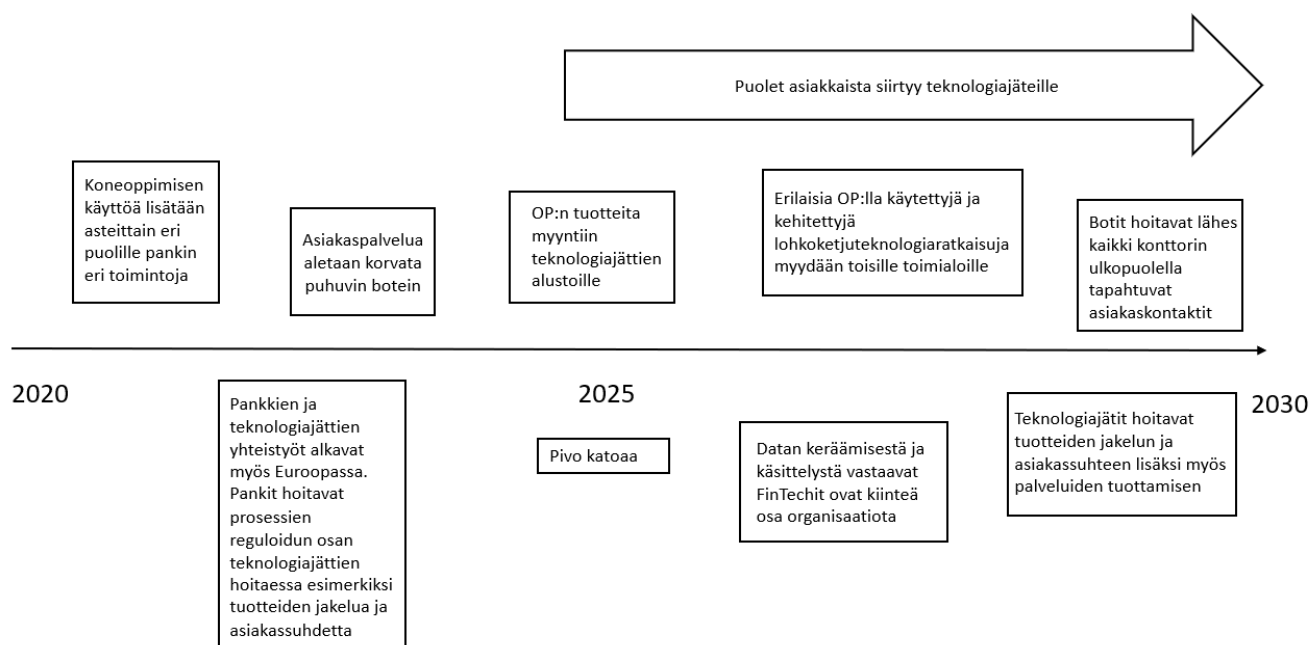 Puolet asiakkaista siirtyy teknologiajäteille
Koneoppimisen
käyttöä lisätään
asteittain eri
puolille pankin
eri toimintoja
Asiakaspalvelua
aletaan korvata
puhuvin botein
OP:n tuotteita
myyntiin
teknologiajättien
alustoille
Erilaisia OP:lla käytettyjä ja
kehitettyjä
lohkoketjuteknologiaratkaisuja
myydään toisille toimialoille
Botit hoitavat lähes
kaikki konttorin
ulkopuolella
tapahtuvat
asiakaskontaktit
2020
2025
2030
Pankkien ja
teknologiajättien
yhteistyöt alkavat
myös Euroopassa.
Pankit hoitavat
prosessien
reguloidun osan
teknologiajättien
hoitaessa esimerkiksi
tuotteiden jakelua ja
asiakassuhdetta
Pivo katoaa
Datan keräämisestä ja
käsittelystä vastaavat
FinTechit ovat kiinteä
osa organisaatiota
Teknologiajätit hoitavat
tuotteiden jakelun ja
asiakassuhteen lisäksi myös
palveluiden tuottamisen